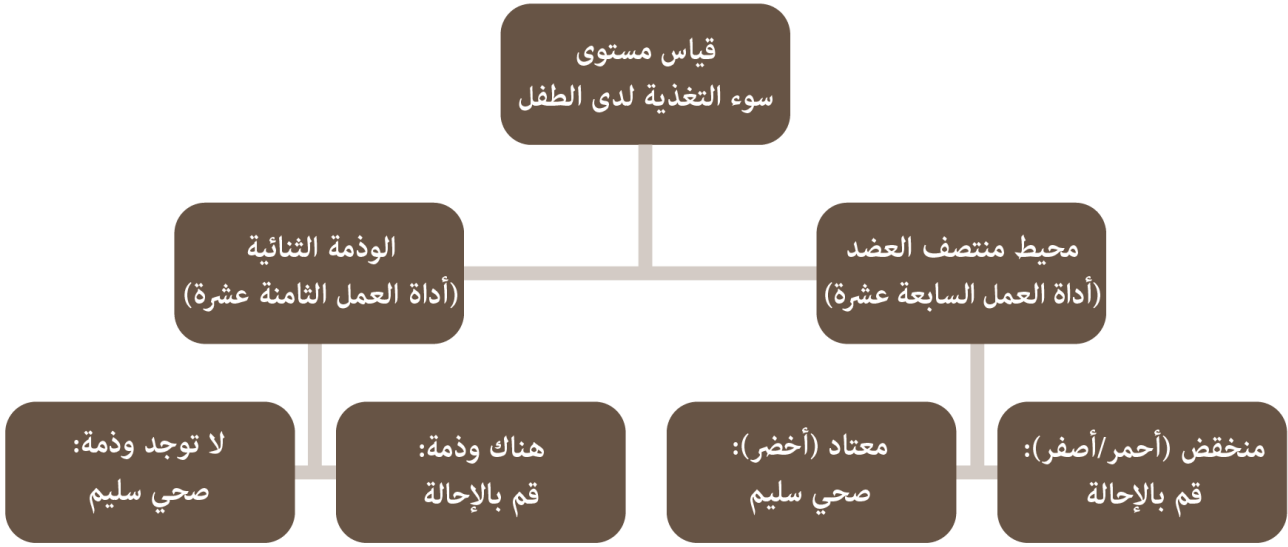 قياس مستوى
سوء التغذية لدى الطفل
محيط منتصف العضد
(أداة العمل السابعة عشرة)
الوذمة الثنائية
(أداة العمل الثامنة عشرة)
منخقض (أحمر/أصفر):
قم بالإحالة
معتاد (أخضر):
صحي سليم
هناك وذمة:
قم بالإحالة
لا توجد وذمة:
صحي سليم